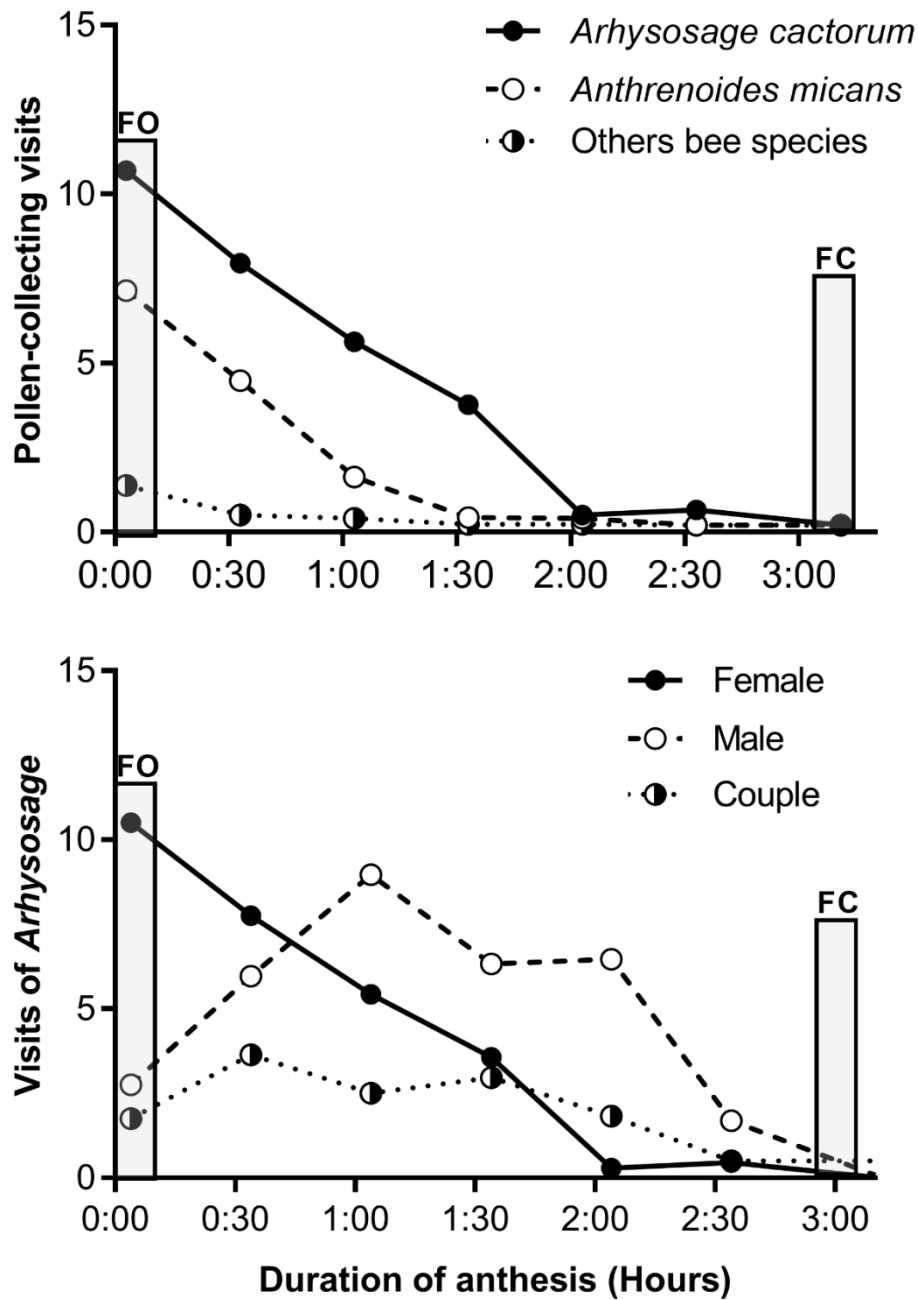 15
Arhysosage cactorum
Anthrenoides micans
FO
Others bee species
10
Pollen-collecting visits
FC
5
0
0:00 0:30 1:00 1:30 2:00 2:30 3:00
15
Female
Male
FO
Couple
10
Visits of Arhysosage
FC
5
0
0:00 0:30 1:00 1:30 2:00 2:30 3:00
Duration of anthesis (Hours)